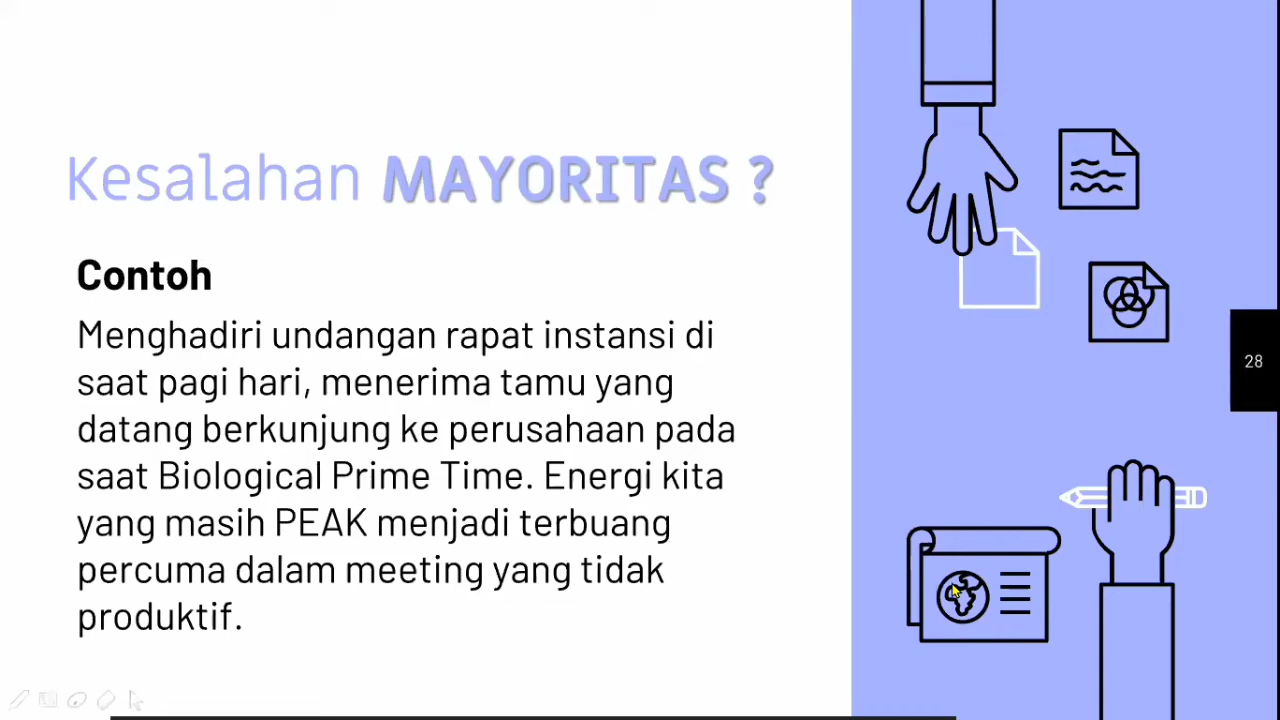 Kesalahan MAYORITAS ?
Contoh
Menghadiri undangan rapat instansi di
saat pagi hari, menerima tamu yang
datang berkunjung ke perusahaan pada
saat Biological Prime Time. Energi kita
yang masih PEAK menjadi terbuang
percuma dalam meeting yang tidak
produktif.
28